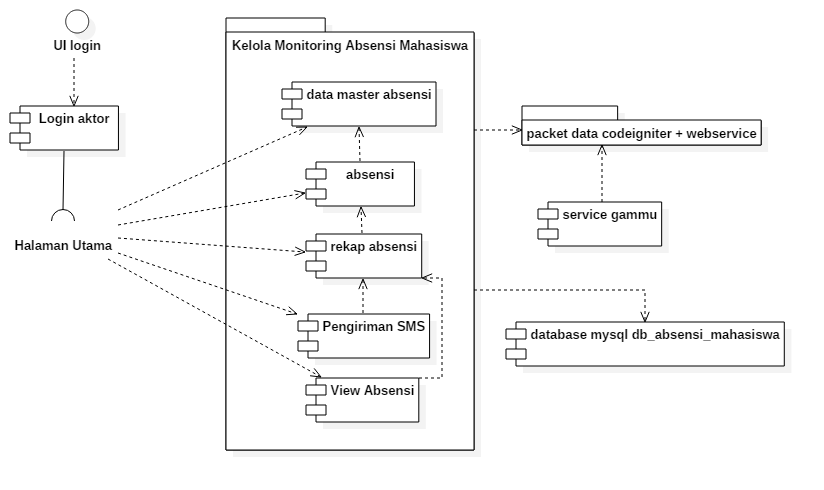 UI login
Login aktor
Halaman Utama
Kelola Monitoring Absensi Mahasiswa
data master absensi
absensi
rekap absensi
Pengiriman SMS
View Absensi
packet data codeigniter + webservice
service gammu
database mysql db_absensi_mahasiswa